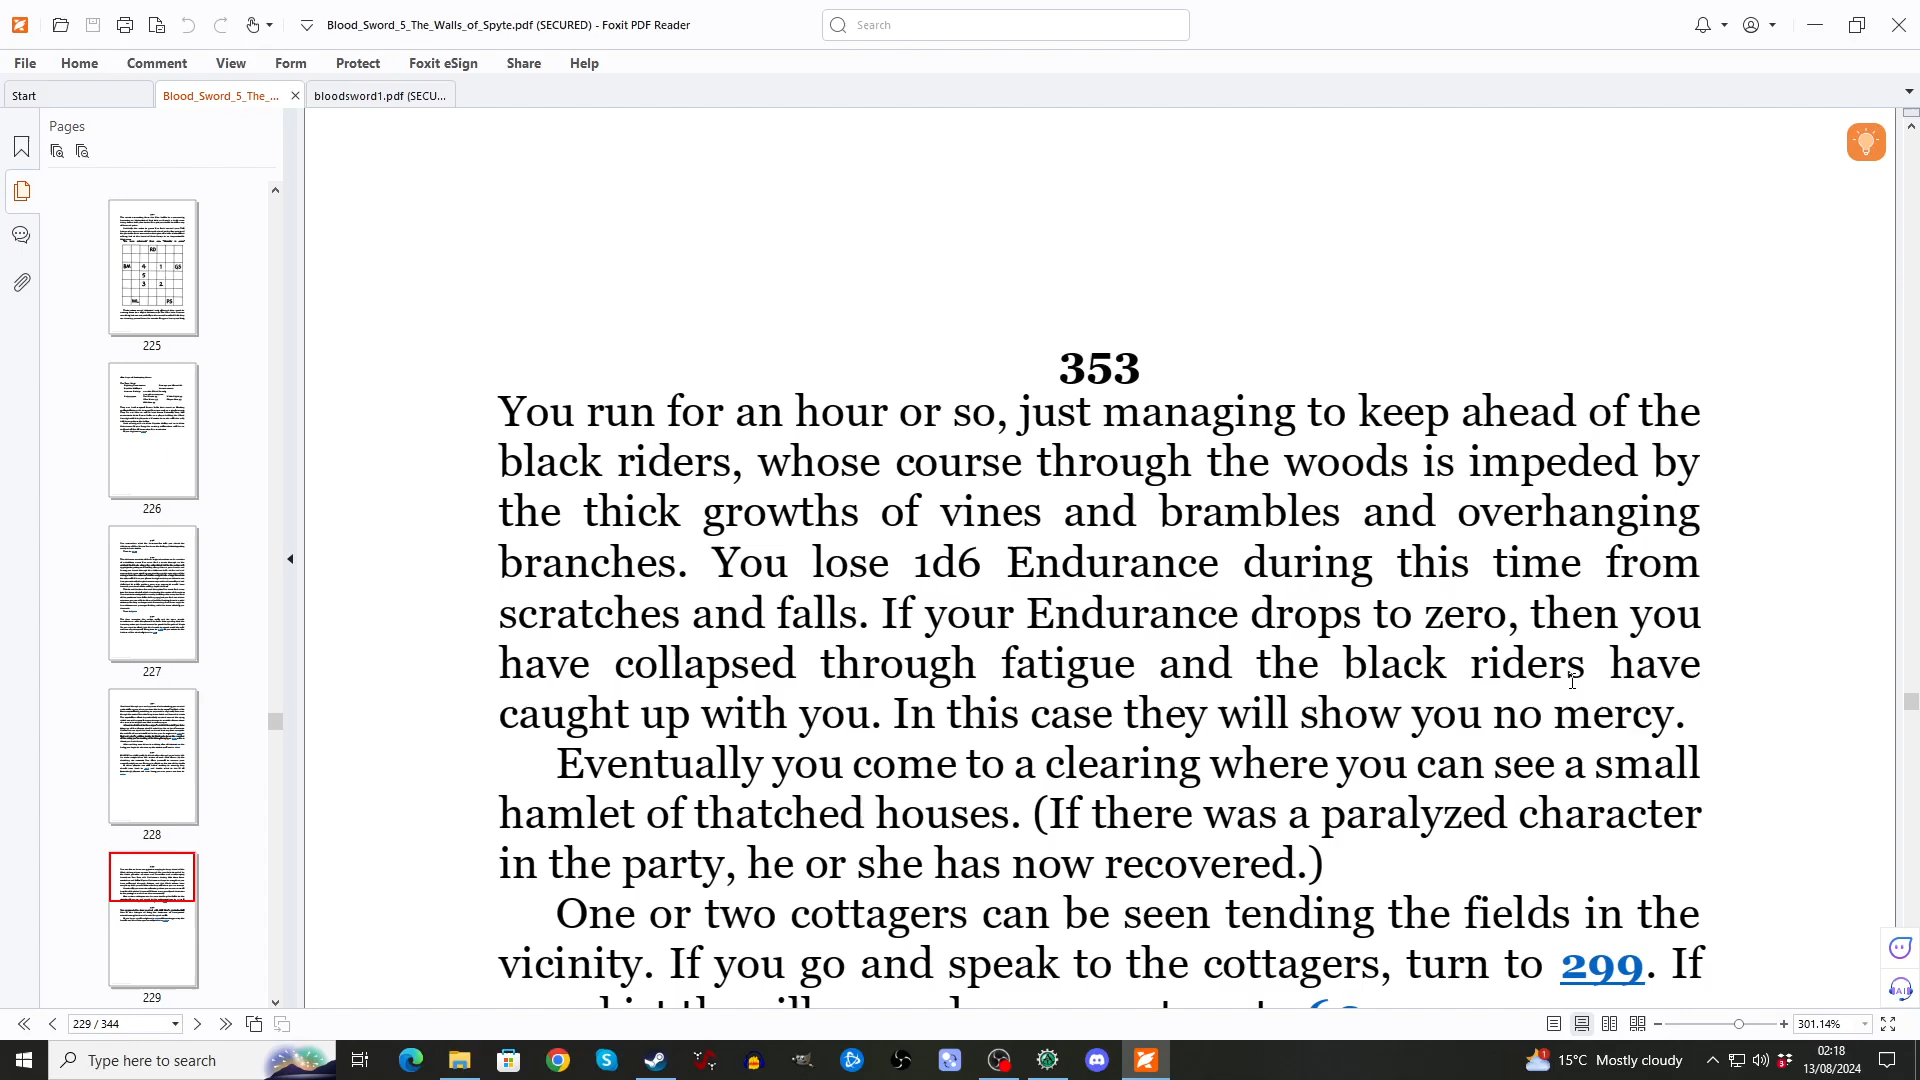 Blood_Sword_5_The_Walls_of_Spyte.pdf (SECURED) - Foxit PDF Reader
Search
File Home Comment View Form Protect Foxit eSign Share Help
Start
Blood_Sword_5_The_...
bloodsword1.pdf (SECU...
Pages
225
226
227
228
229
353
You run for an hour or so, just managing to keep ahead of the
black riders, whose course through the woods is impeded by
the thick growths of vines and brambles and overhanging
branches. You lose 1d6 Endurance during this time from
scratches and falls. If your Endurance drops to zero, then you
have collapsed through fatigue and the black riders have
caught up with you. In this case they will show you no mercy.
Eventually you come to a clearing where you can see a small
hamlet of thatched houses. (If there was a paralyzed character
in the party, he or she has now recovered.)
One or two cottagers can be seen tending the fields in the
vicinity. If you go and speak to the cottagers, turn to 299. If
229 / 344
301.14%
Type here to search
15°C Mostly cloudy
02:18
13/08/2024